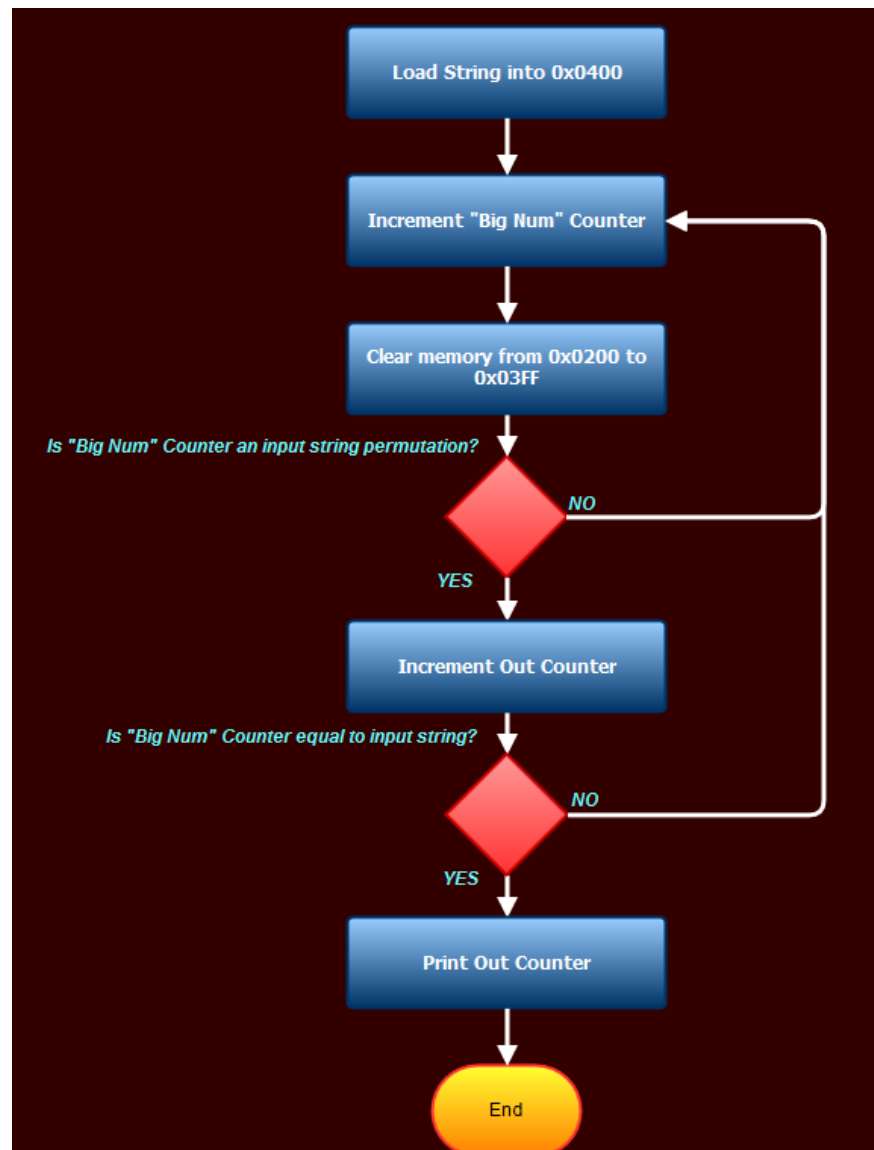 Load String into 0x0400
Increment "Big Num" Counter
Clear memory from 0x0200 to
0x03FF
Is "Big Num" Counter an input string permutation?
NO
YES
Increment Out Counter
Is "Big Num" Counter equal to input string?
NO
YES
Print Out Counter
End